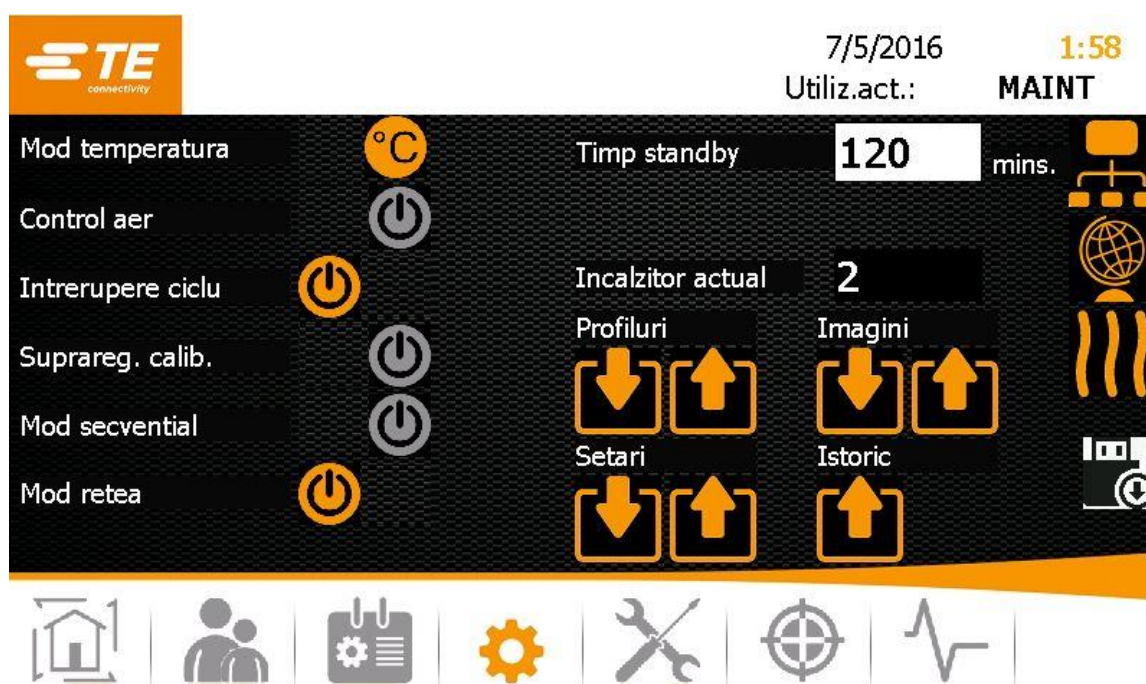 TE
connectivity
7/5/2016 1:58
Utiliz.act.: MAINT
Mod temperatura °C
Timp standby 120 mins.
Control aer
Intrerupere ciclu
Incalzitor actual 2
Profiluri Imagini
Suprareg. calib.
Mod secvential
Setari Istoric
Mod retea